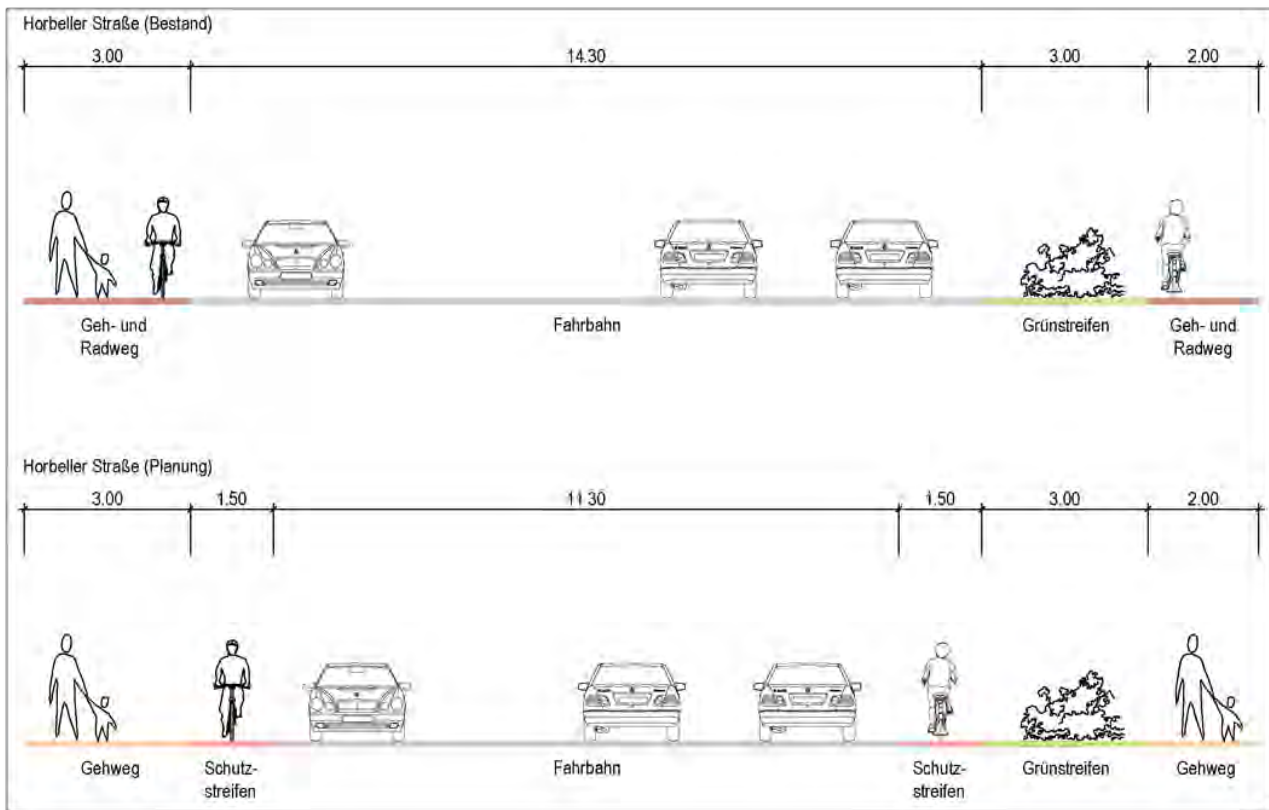 Horbeller Straße (Bestand)
3.00 14.30 3.00 2.00
Geh- und Radweg
Fahrbahn
Grünstreifen
Geh- und Radweg
Horbeller Straße (Planung)
3.00 1.50 11.30 1.50 3.00 2.00
Gehweg
Schutz-
streifen
Fahrbahn
Schutz-
streifen
Grünstreifen
Gehweg